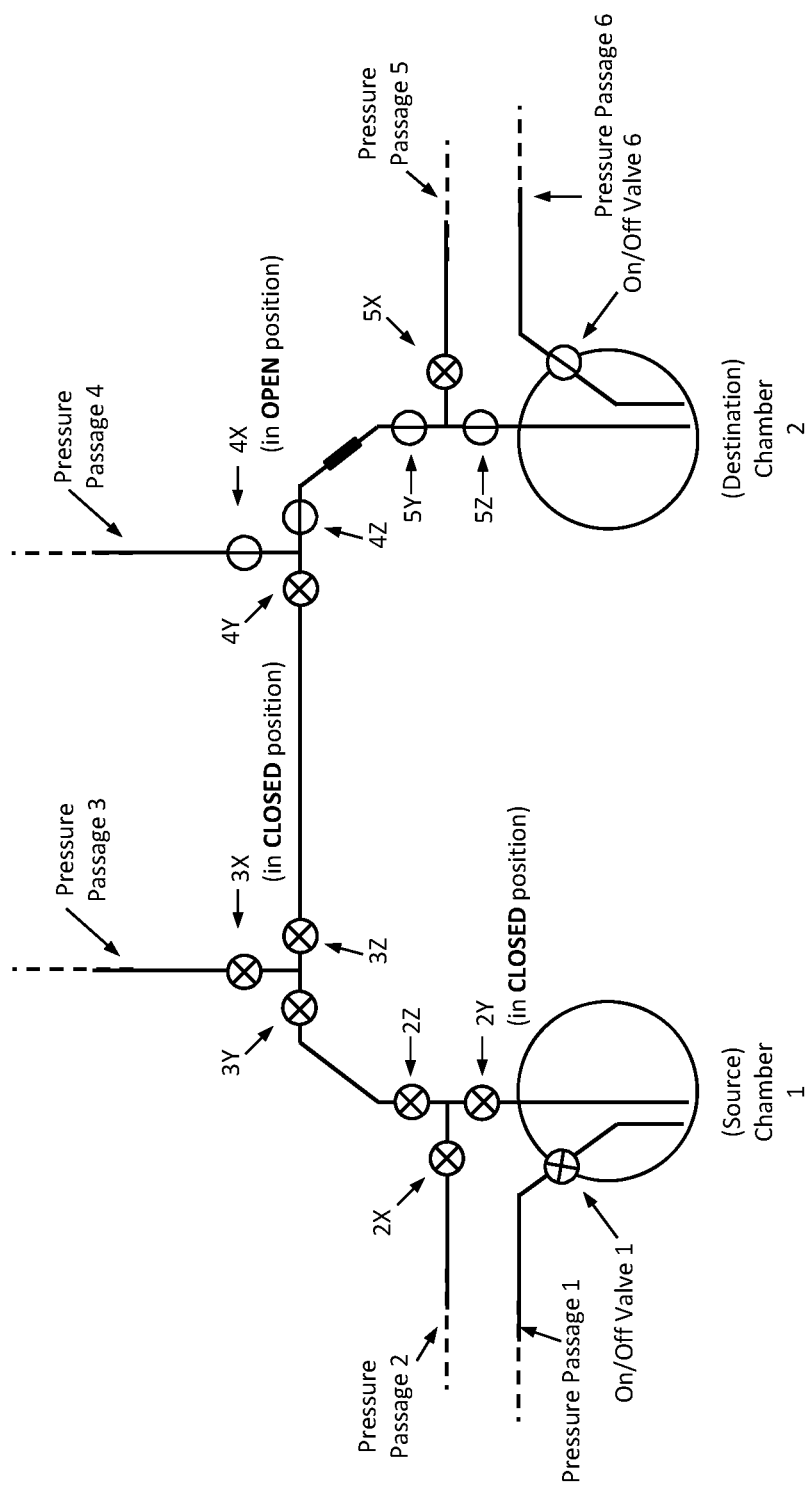 Pressure
Passage 3
Pressure
Passage 4
3X
(in CLOSED position)
4X
(in OPEN position)
3Y
3Z
4Y
4Z
5X
Pressure
Passage 5
Pressure
Passage 2
2X
2Z
2Y
(in CLOSED position)
5Y
5Z
Pressure Passage 1
On/Off Valve 1
Pressure Passage 6
On/Off Valve 6
(Source)
Chamber
1
(Destination)
Chamber
2